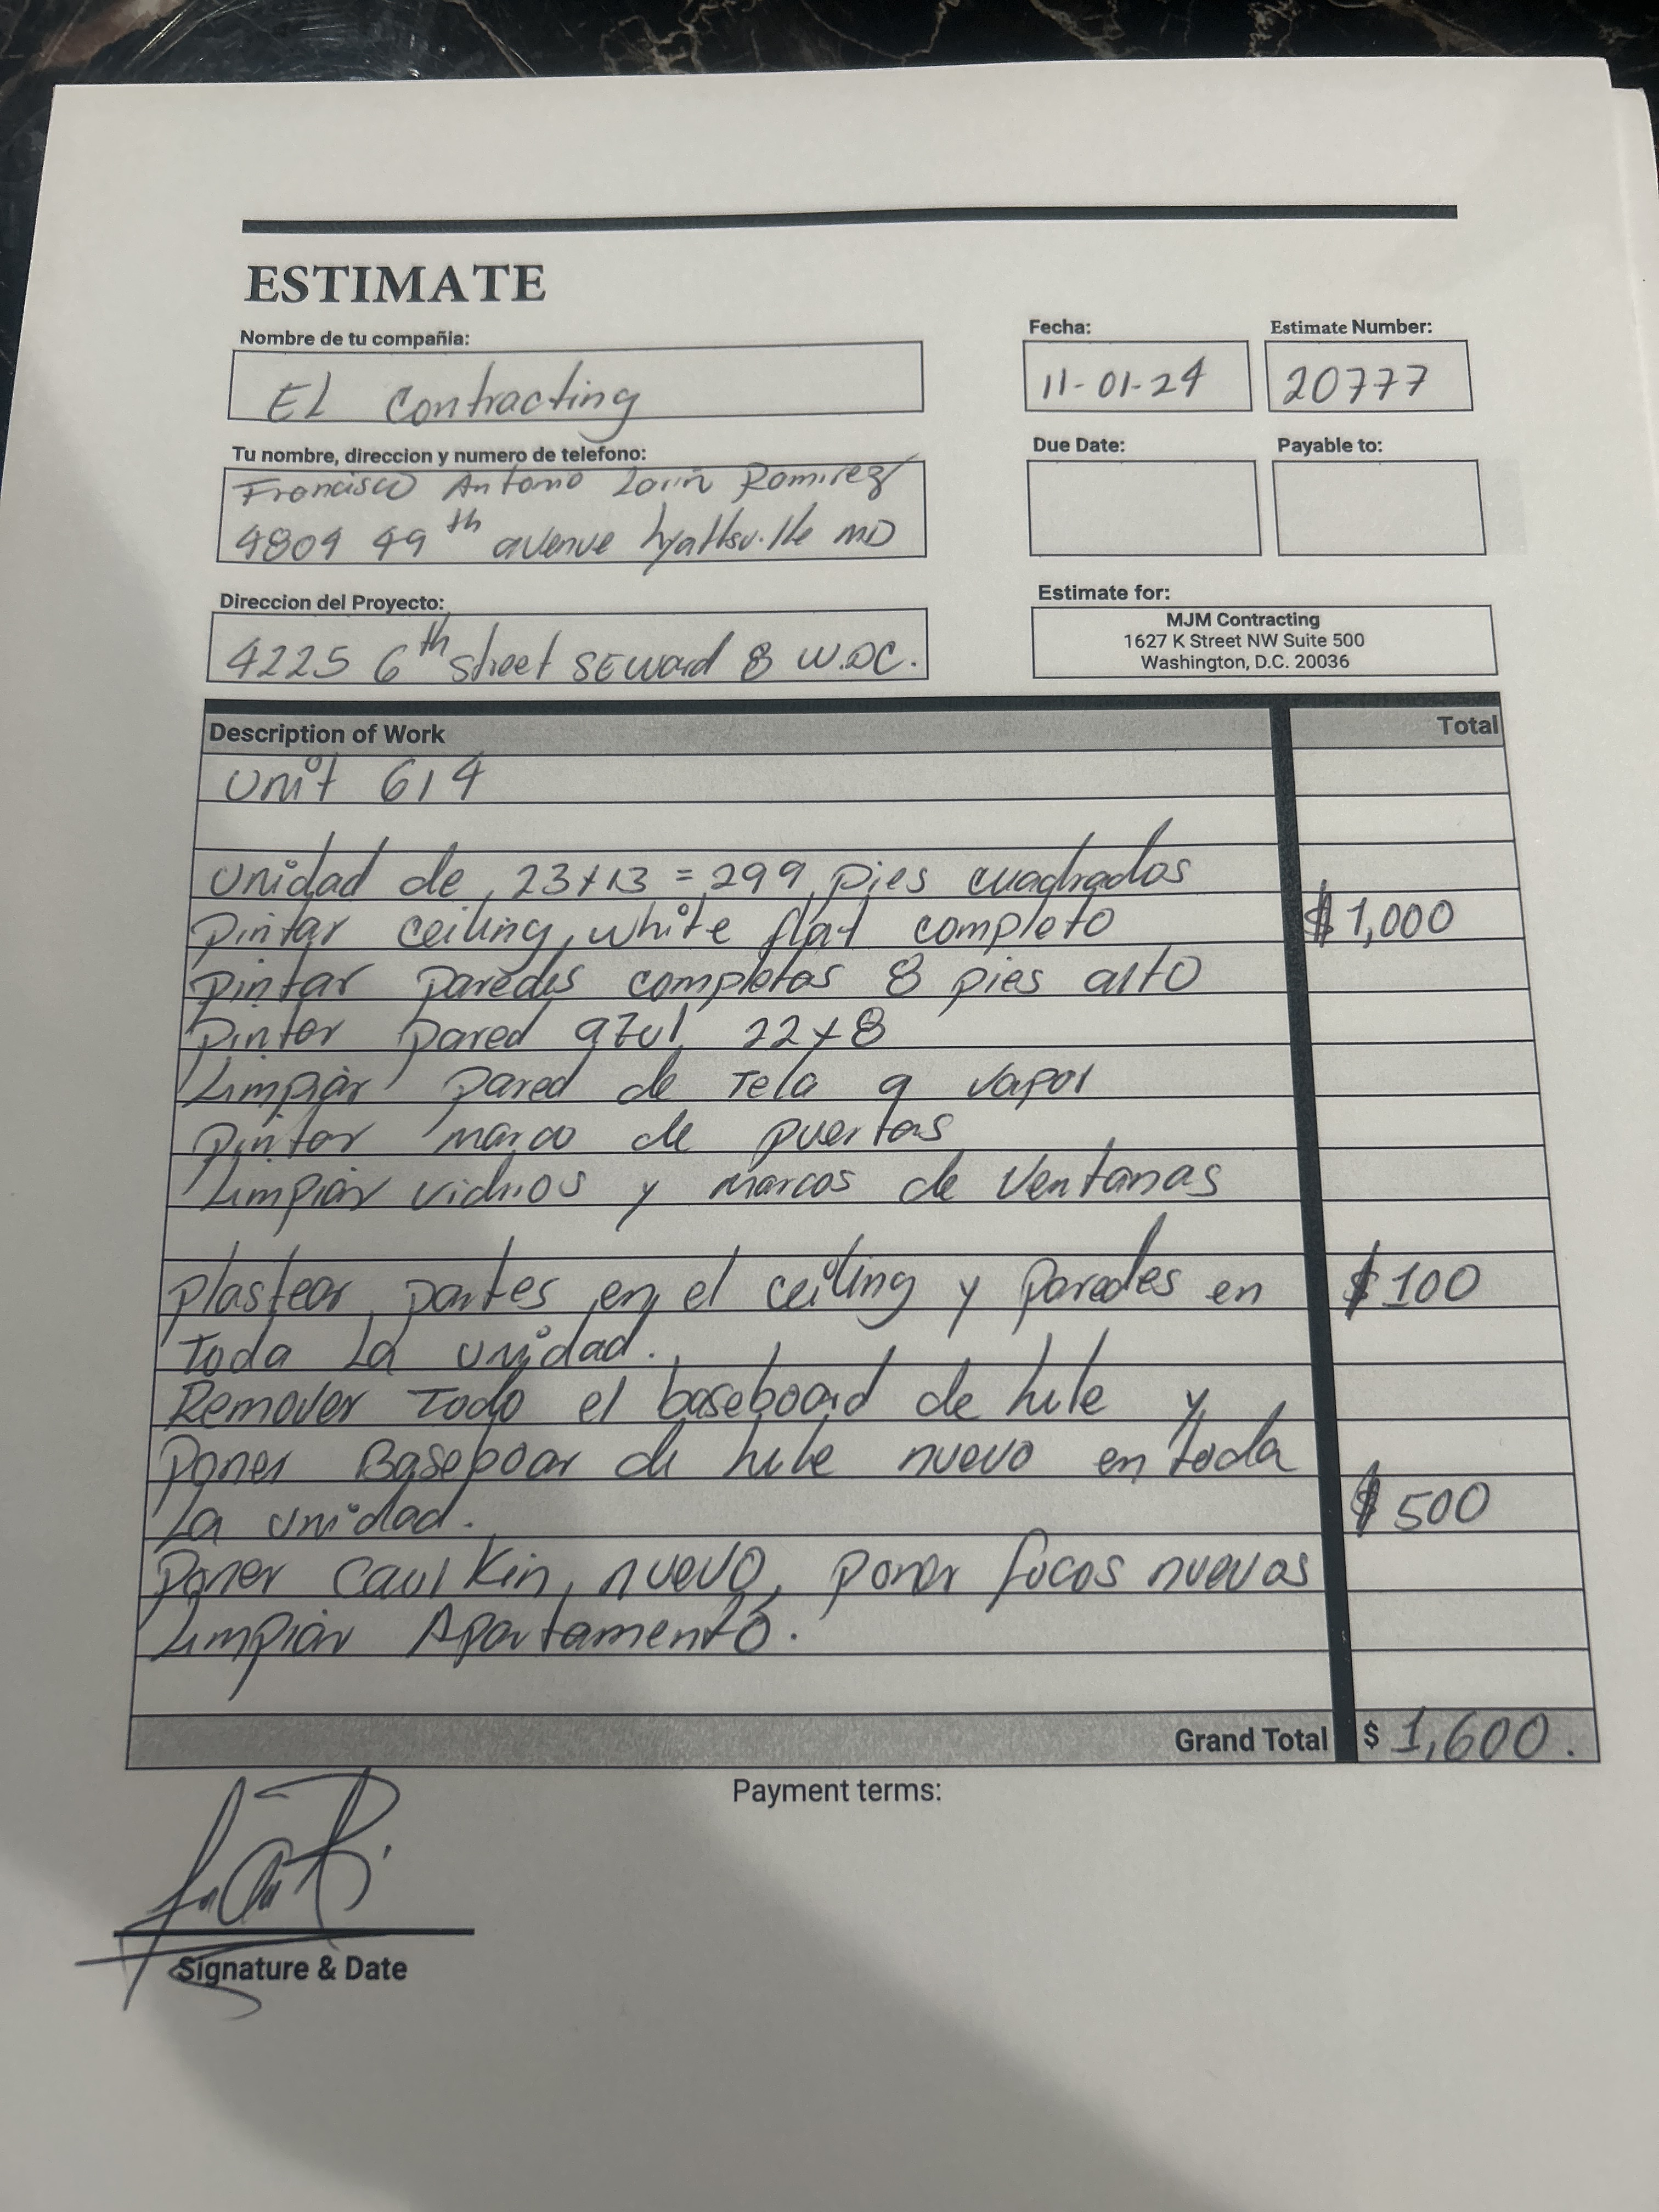 ESTIMATE
Nombre de tu compañia:
EL Contracting
Fecha:
11-01-24
Estimate Number:
20777
Tu nombre, direccion y numero de telefono:
Francisco Antonio Ramirez
4804 49th avenue hyattsville MD
Due Date:
Payable to:
Direccion del Proyecto:
4225 6th street SEward 8 W.DC.
Estimate for:
MJM Contracting
1627 K Street NW Suite 500
Washington, D.C. 20036
Description of Work Total
Unit 614
Unidad de 23x13 = 299 pies cuadrados
Pintar ceiling, white flat completo $1,000
Pintar paredes completas 8 pies alto
Pintar pared azul 22x8
Limpiar pared de Tela a vapor
Pintar marco de puertas
Limpiar vidrios y marcos de Ventanas
Plastear partes en el ceiling y paredes en $100
Toda La unidad.
Remover Todo el baseboard de hule y
Poner Baseboar de hule nuevo en toda
La unidad. $500
Poner Caulkin, nuevo, poner focos nuevos
Limpiar Apartamento.
Grand Total $ 1,600.
Payment terms:
Signature & Date